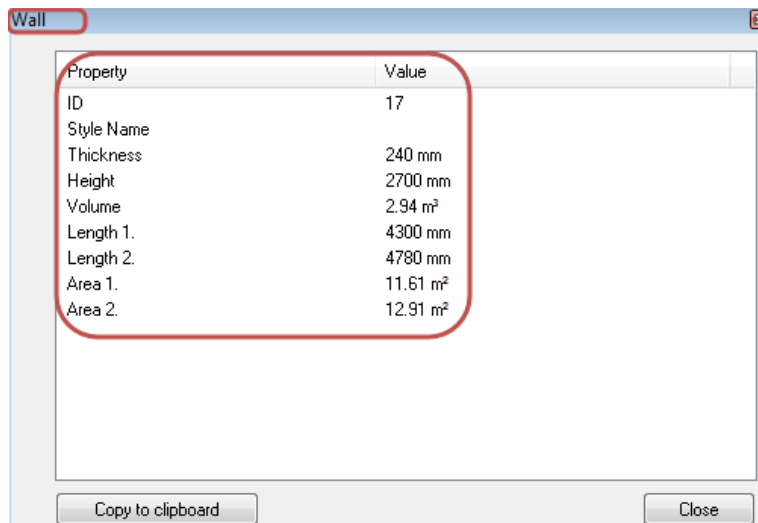 Wall
Property Value
ID 17
Style Name
Thickness 240 mm
Height 2700 mm
Volume 2.94 m³
Length 1. 4300 mm
Length 2. 4780 mm
Area 1. 11.61 m²
Area 2. 12.91 m²
Copy to clipboard Close